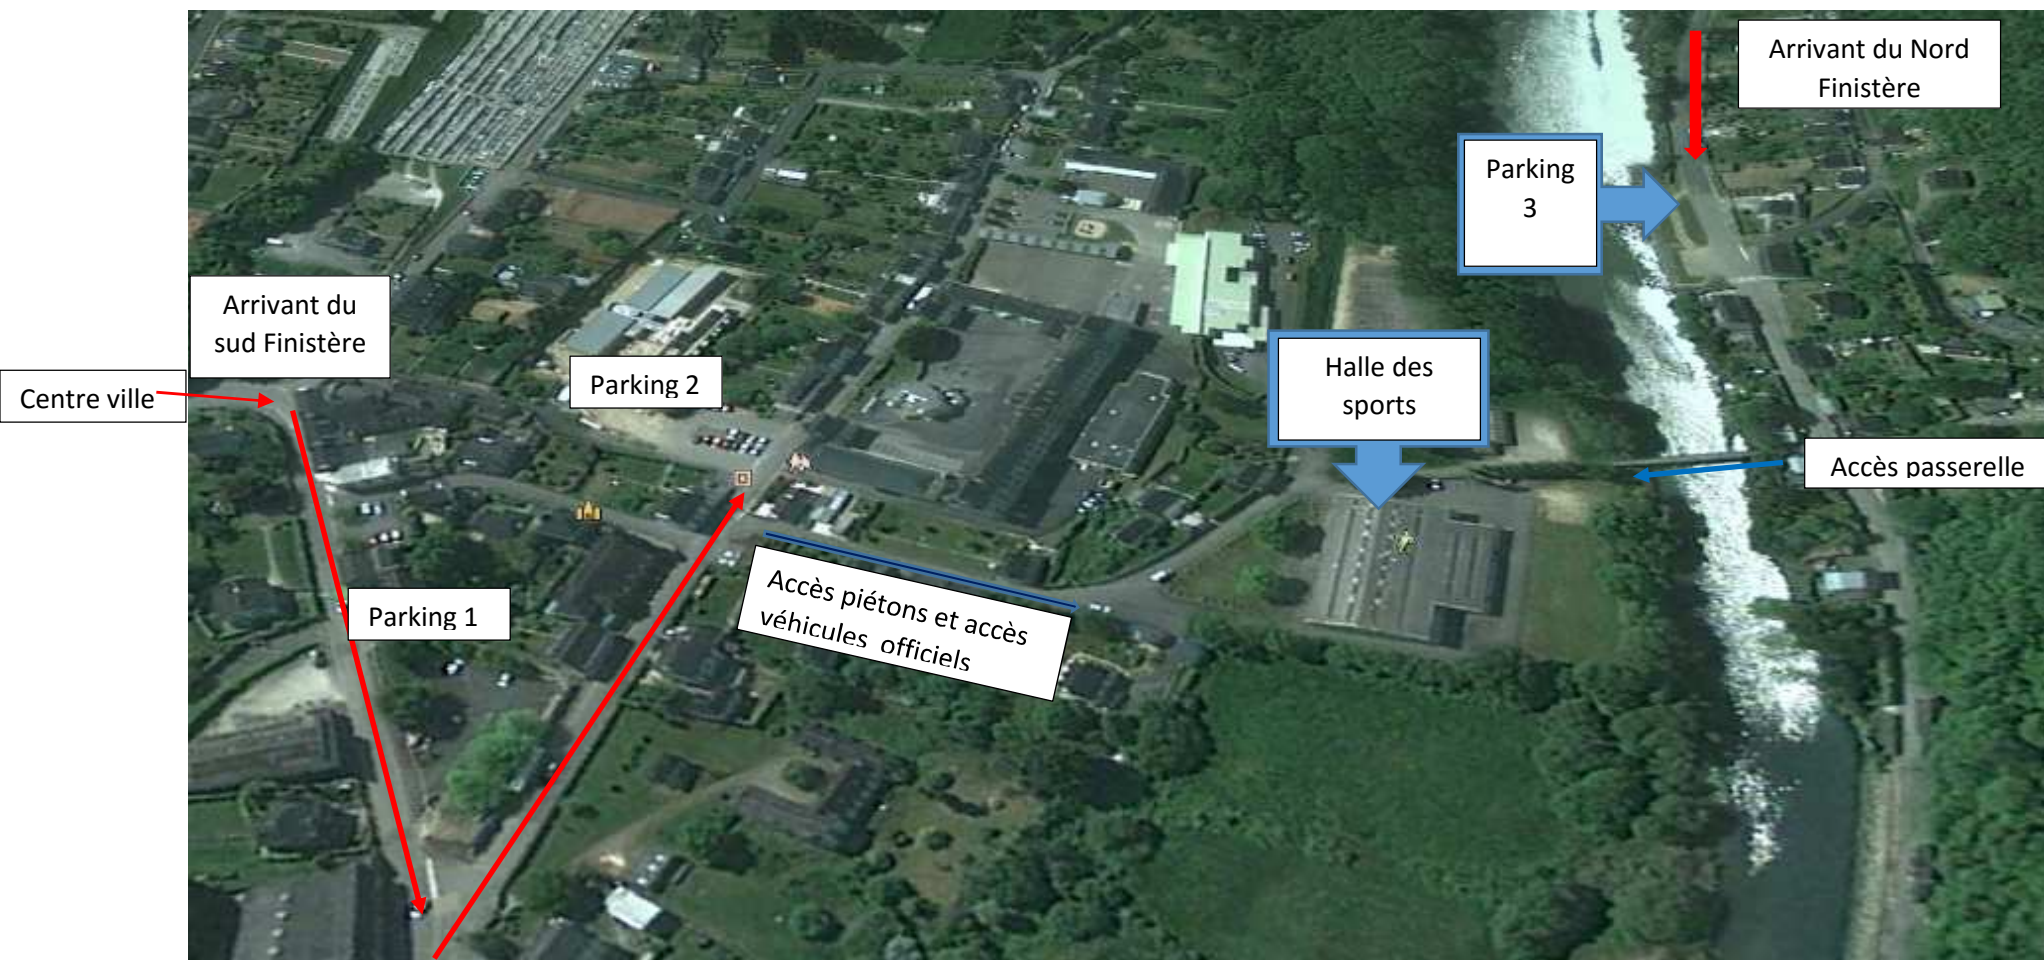 Arrivant du Nord
Finistère
Parking
3
Arrivant du
sud Finistère
Centre ville
Parking 2
Halle des
sports
Accès passerelle
Accès piétons et accès
véhicules officiels
Parking 1